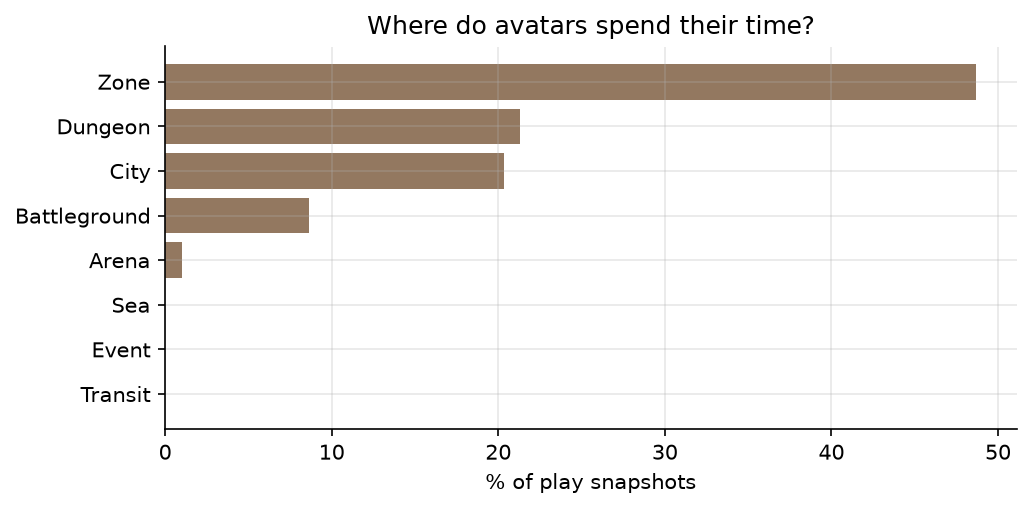 Where do avatars spend their time?
Zone
Dungeon
City
Battleground
Arena
Sea
Event
Transit
0 10 20 30 40 50
% of play snapshots